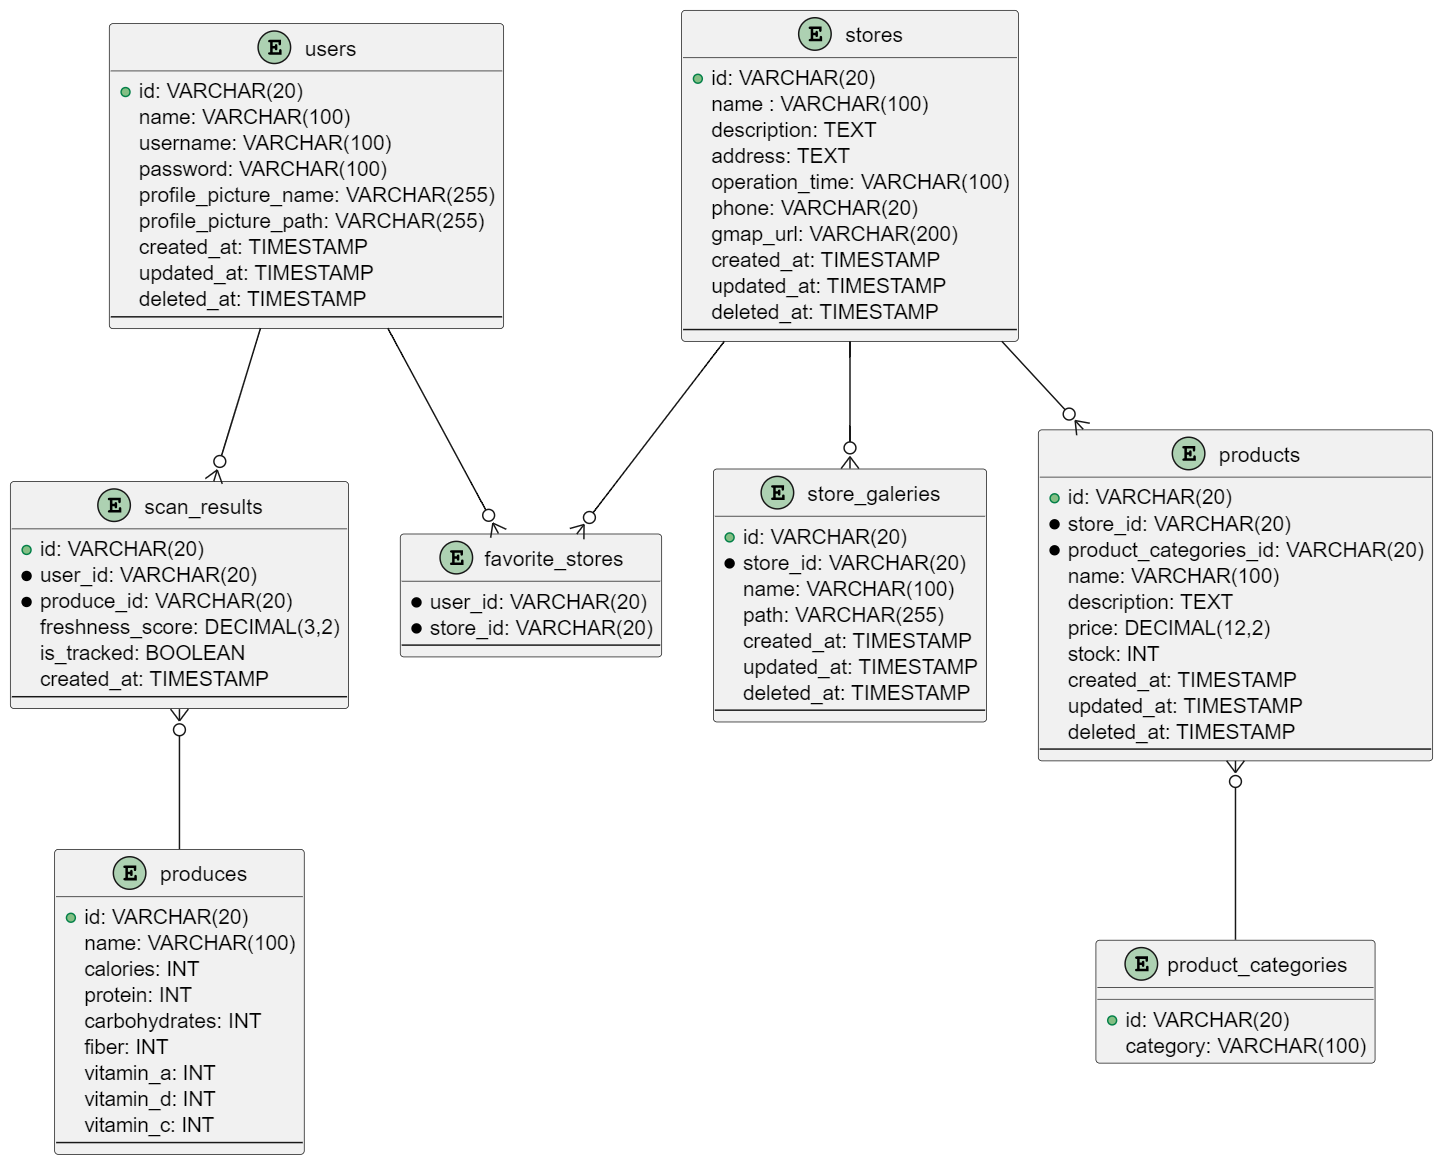 E users
id: VARCHAR(20)
name: VARCHAR(100)
username: VARCHAR(100)
password: VARCHAR(100)
profile_picture_name: VARCHAR(255)
profile_picture_path: VARCHAR(255)
created_at: TIMESTAMP
updated_at: TIMESTAMP
deleted_at: TIMESTAMP
E stores
id: VARCHAR(20)
name : VARCHAR(100)
description: TEXT
address: TEXT
operation_time: VARCHAR(100)
phone: VARCHAR(20)
gmap_url: VARCHAR(200)
created_at: TIMESTAMP
updated_at: TIMESTAMP
deleted_at: TIMESTAMP
E scan_results
id: VARCHAR(20)
user_id: VARCHAR(20)
produce_id: VARCHAR(20)
freshness_score: DECIMAL(3,2)
is_tracked: BOOLEAN
created_at: TIMESTAMP
E favorite_stores
user_id: VARCHAR(20)
store_id: VARCHAR(20)
E store_galeries
id: VARCHAR(20)
store_id: VARCHAR(20)
name: VARCHAR(100)
path: VARCHAR(255)
created_at: TIMESTAMP
updated_at: TIMESTAMP
deleted_at: TIMESTAMP
E products
id: VARCHAR(20)
store_id: VARCHAR(20)
product_categories_id: VARCHAR(20)
name: VARCHAR(100)
description: TEXT
price: DECIMAL(12,2)
stock: INT
created_at: TIMESTAMP
updated_at: TIMESTAMP
deleted_at: TIMESTAMP
E produces
id: VARCHAR(20)
name: VARCHAR(100)
calories: INT
protein: INT
carbohydrates: INT
fiber: INT
vitamin_a: INT
vitamin_d: INT
vitamin_c: INT
E product_categories
id: VARCHAR(20)
category: VARCHAR(100)